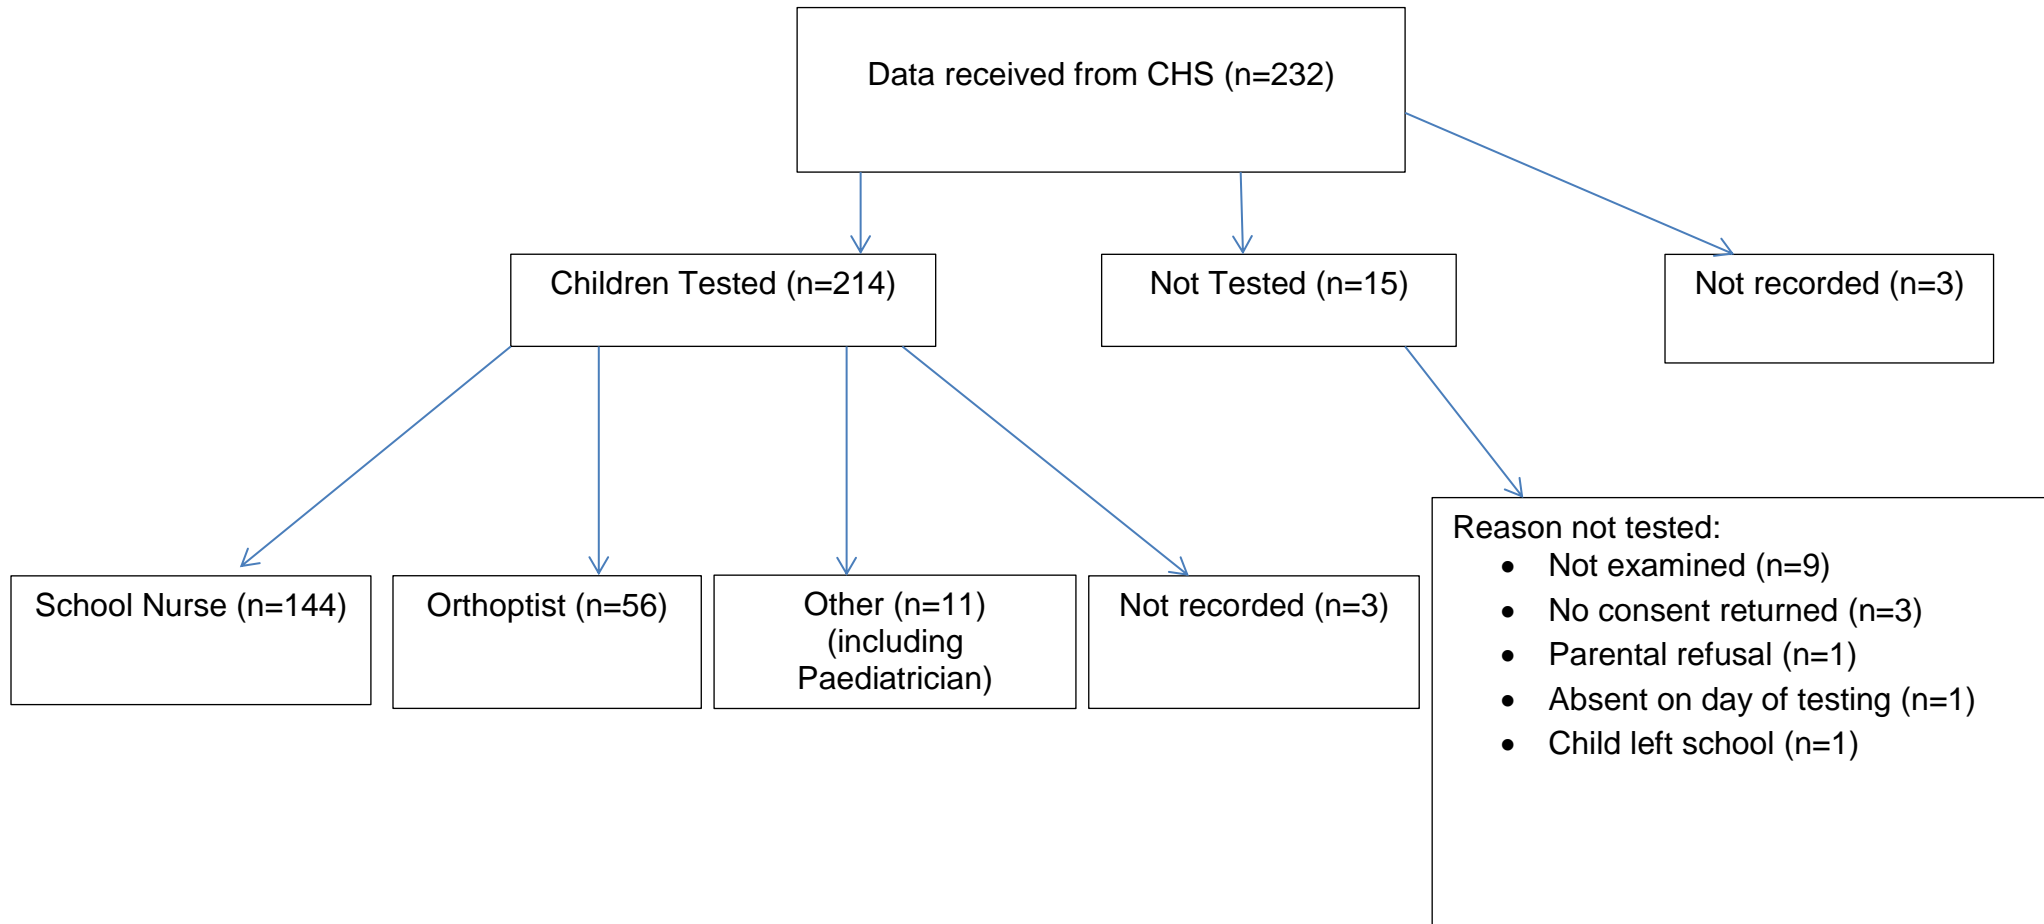 Data received from CHS (n=232)
Children Tested (n=214)
Not Tested (n=15)
Not recorded (n=3)
School Nurse (n=144)
Orthoptist (n=56)
Other (n=11)
(including
Paediatrician)
Not recorded (n=3)
Reason not tested:
• Not examined (n=9)
• No consent returned (n=3)
• Parental refusal (n=1)
• Absent on day of testing (n=1)
• Child left school (n=1)